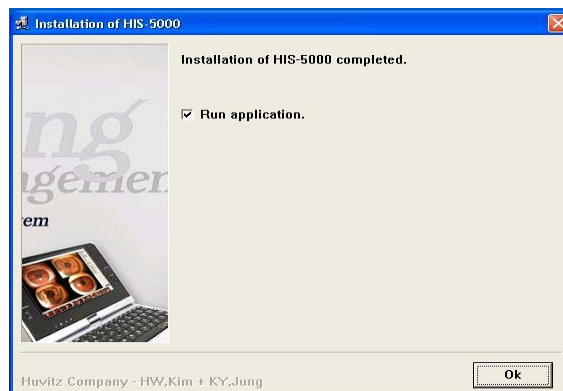 Installation of HIS-5000
Installation of HIS-5000 completed.
Run application.
ng
gemen
em
Huvitz Company - HW,Kim + KY,Jung
Ok